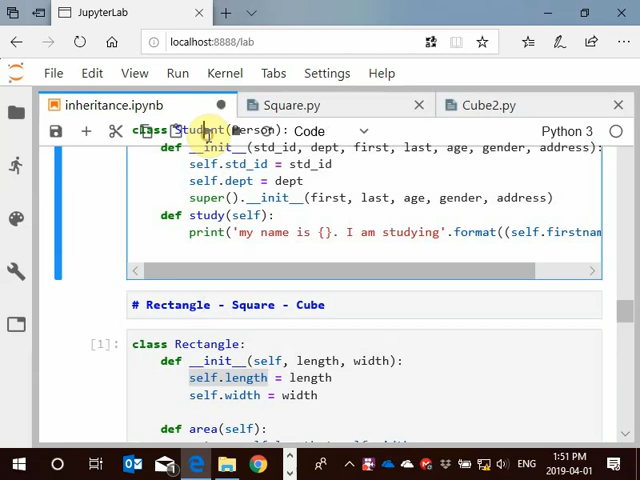 JupyterLab
localhost:8888/lab
File Edit View Run Kernel Tabs Settings Help
inheritance.ipynb Square.py Cube2.py
Code Python 3
class Student(Person):
def __init__(std_id, dept, first, last, age, gender, address):
self.std_id = std_id
self.dept = dept
super().__init__(first, last, age, gender, address)
def study(self):
print('my name is {}. I am studying'.format((self.firstnam
# Rectangle - Square - Cube
[1]:
class Rectangle:
def __init__(self, length, width):
self.length = length
self.width = width
def area(self):
ENG
1:51 PM
2019-04-01